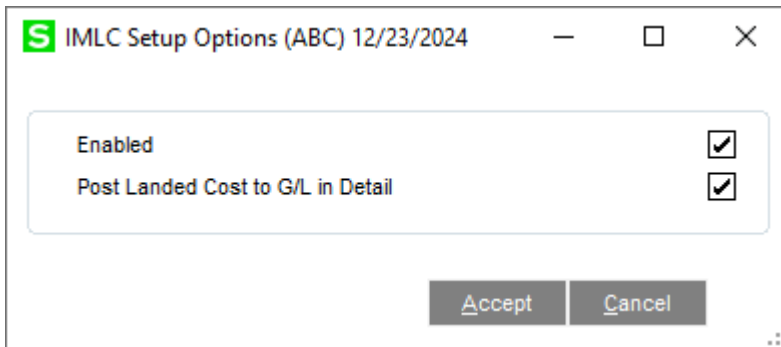 S IMLC Setup Options (ABC) 12/23/2024
Enabled
Post Landed Cost to G/L in Detail
Accept Cancel